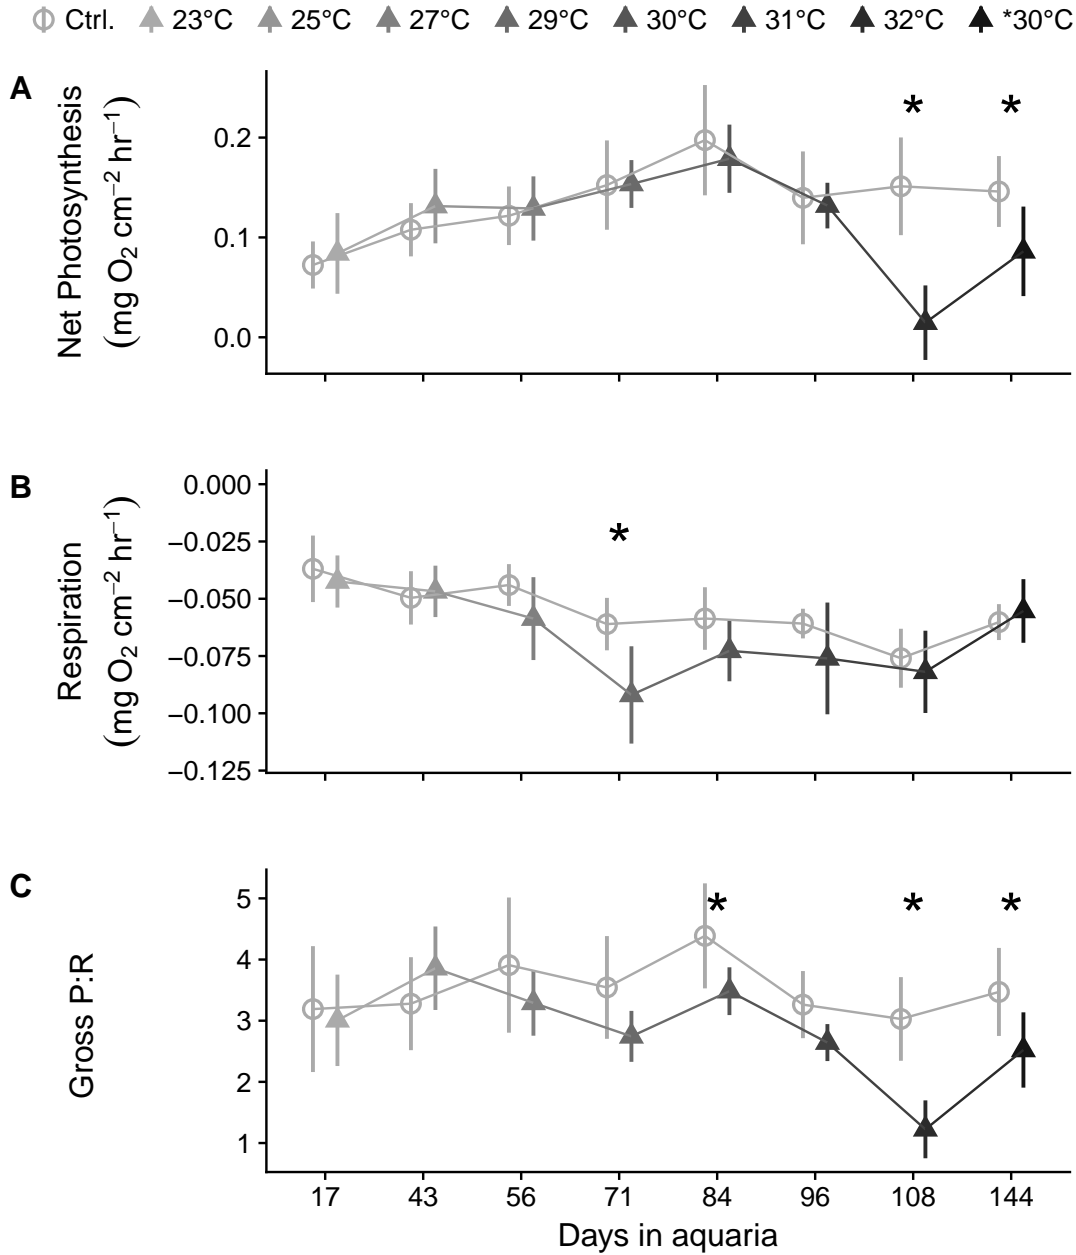 Ctrl. 23°C 25°C 27°C 29°C 30°C 31°C 32°C *30°C
A
Net Photosynthesis
(mg O₂ cm⁻² hr⁻¹)
0.2
0.1
0.0
* *
B
Respiration
(mg O₂ cm⁻² hr⁻¹)
0.000
−0.025
−0.050
−0.075
−0.100
−0.125
*
C
Gross P:R
5
4
3
2
1
* * *
17 43 56 71 84 96 108 144
Days in aquaria